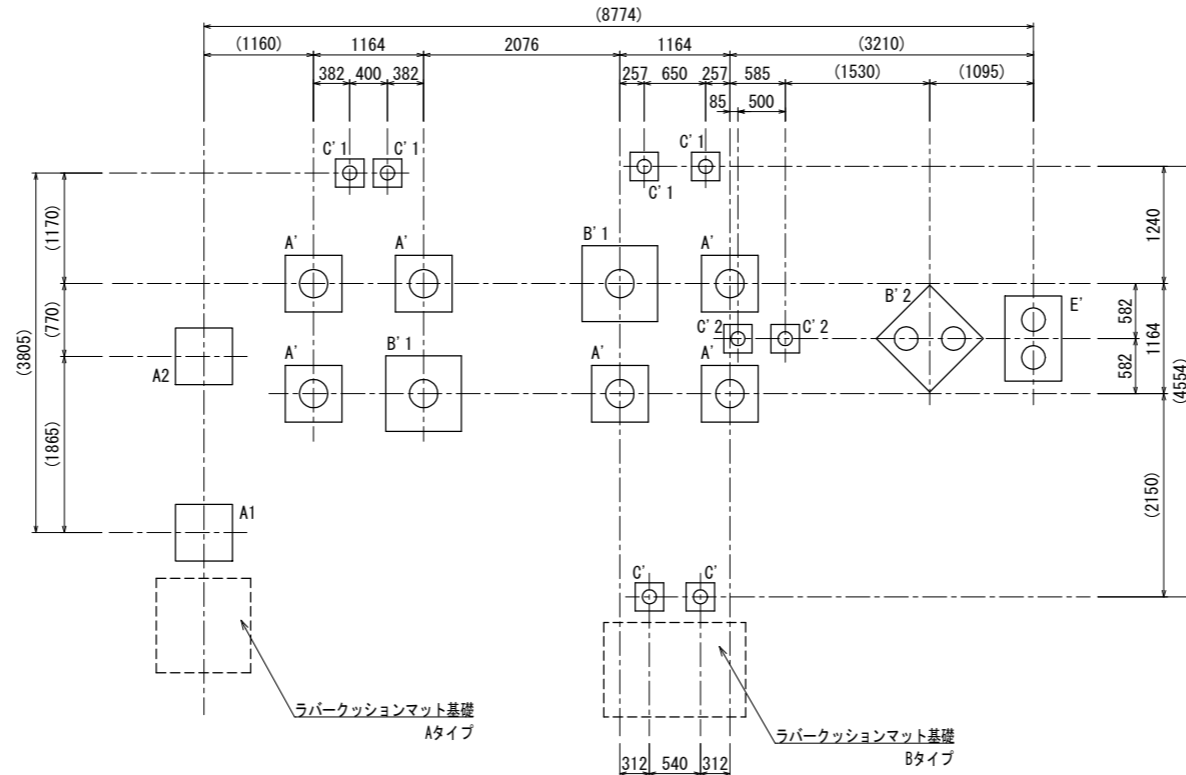 (8774)
(1160) 1164 2076 1164 (3210)
382 400 382 257 650 257 585 (1530) (1095)
85 500
C'1 C'1 C'1
C'1
(1170) 1240
A' A' B'1 A'
(3805) (770) B'2 E' 582 1164 (4554)
C'2 C'2
A2 A' B'1 A' A' 582
(1865)
A1 (2150)
C' C'
ラバークッションマット基礎
Aタイプ
ラバークッションマット基礎
Bタイプ
312 540 312